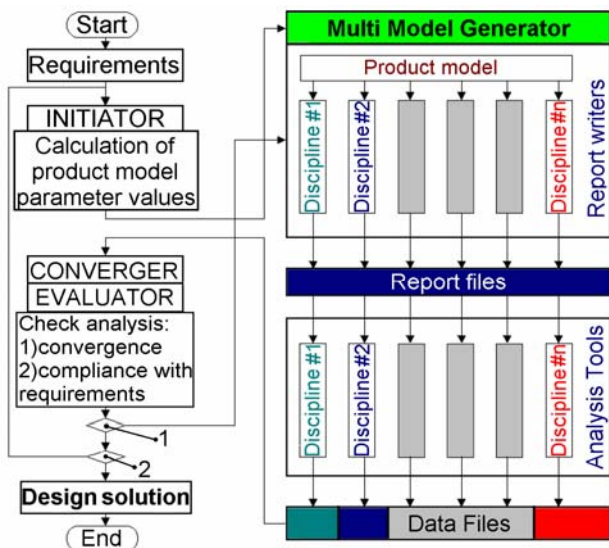 Start
Requirements
INITIATOR
Calculation of
product model
parameter values
CONVERGER
EVALUATOR
Check analysis:
1)convergence
2)compliance with
requirements
1
2
Design solution
End
Multi Model Generator
Product model
Discipline #1
Discipline #2
Discipline #n
Report writers
Report files
Discipline #1
Discipline #2
Discipline #n
Analysis Tools
Data Files